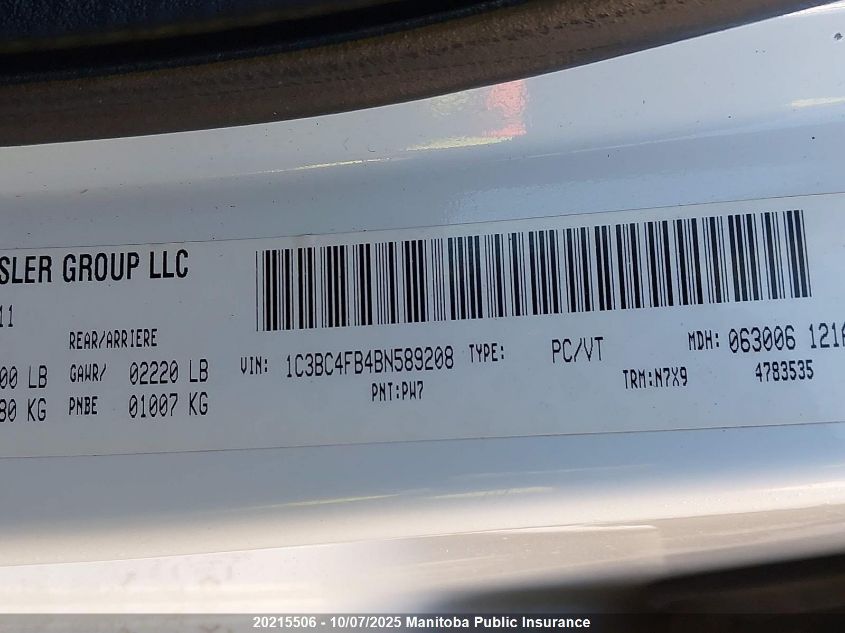 SLER GROUP LLC
11
REAR/ARRIERE
00 LB GAWR/ 02220 LB
80 KG PNBE 01007 KG
VIN: 1C3BC4FB4BN589208 TYPE: PC/VT MDH: 063006 121
PNT:PW7 TRM:N7X9 4783535
20215506 - 10/07/2025 Manitoba Public Insurance